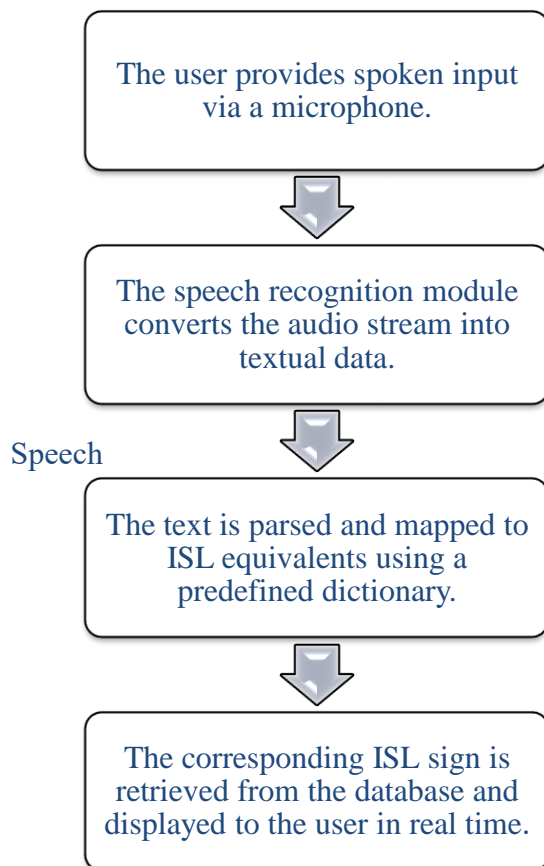 The user provides spoken input
via a microphone.
The speech recognition module
converts the audio stream into
textual data.
Speech
The text is parsed and mapped to
ISL equivalents using a
predefined dictionary.
The corresponding ISL sign is
retrieved from the database and
displayed to the user in real time.